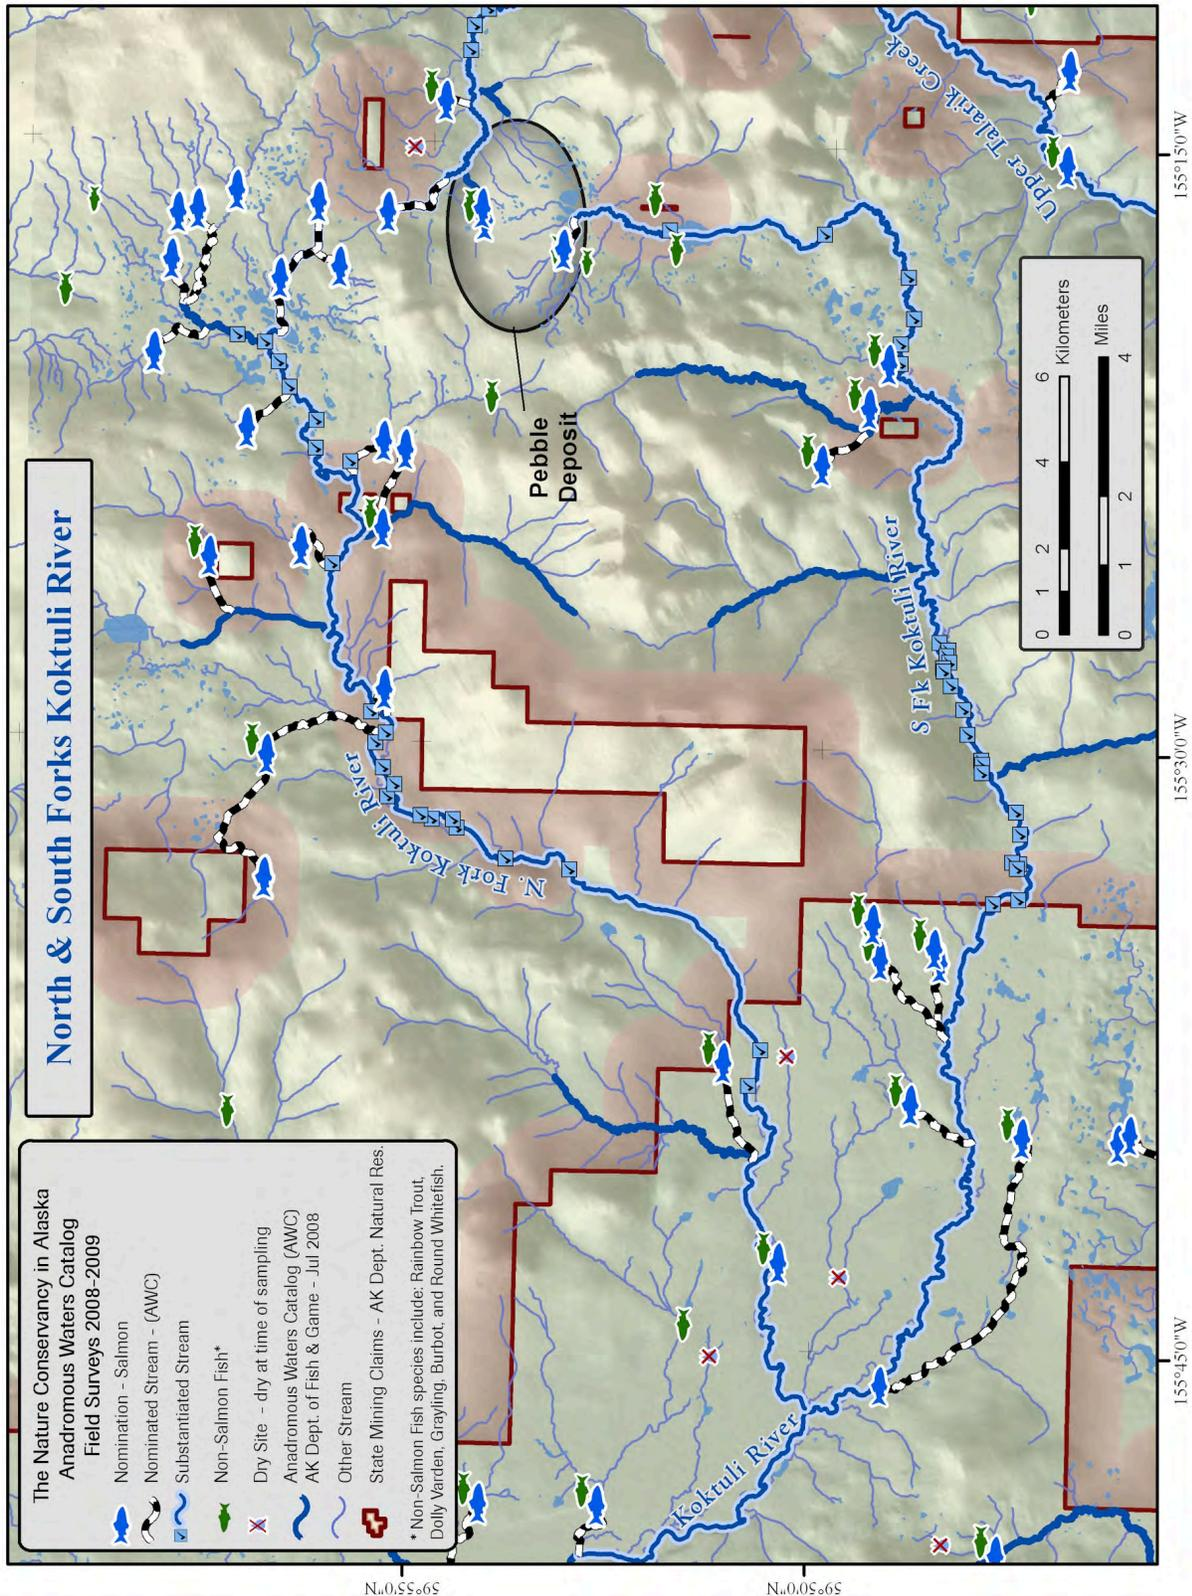 North & South Forks Koktuli River
The Nature Conservancy in Alaska
Anadromous Waters Catalog
Field Surveys 2008-2009
Nomination - Salmon
Nominated Stream - (AWC)
Substantiated Stream
Non-Salmon Fish*
Dry Site - dry at time of sampling
Anadromous Waters Catalog (AWC)
AK Dept. of Fish & Game - Jul 2008
Other Stream
State Mining Claims - AK Dept. Natural Res.
* Non-Salmon Fish species include: Rainbow Trout,
Dolly Varden, Grayling, Burbot, and Round Whitefish.
N. Fork Koktuli River
Pebble
Deposit
Koktuli River
S Fk Koktuli River
Upper Talarik Creek
0 1 2 4 6
Kilometers
0 1 2 4
Miles
155°45'0"W
155°30'0"W
155°15'0"W
59°55'0"N
59°50'0"N